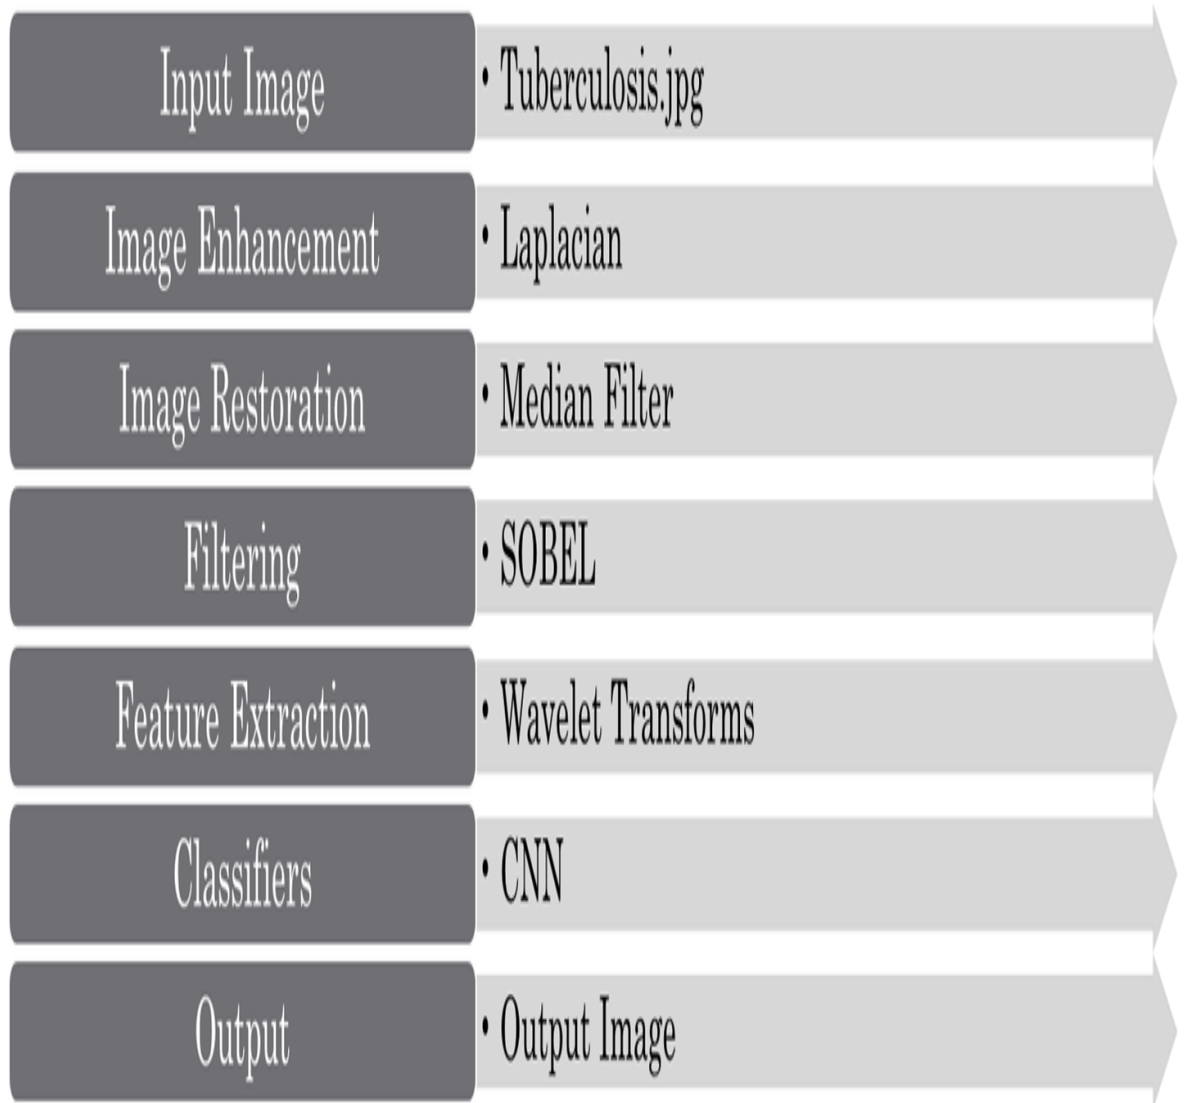 Input Image
• Tuberculosis.jpg
Image Enhancement
• Laplacian
Image Restoration
• Median Filter
Filtering
• SOBEL
Feature Extraction
• Wavelet Transforms
Classifiers
• CNN
Output
• Output Image